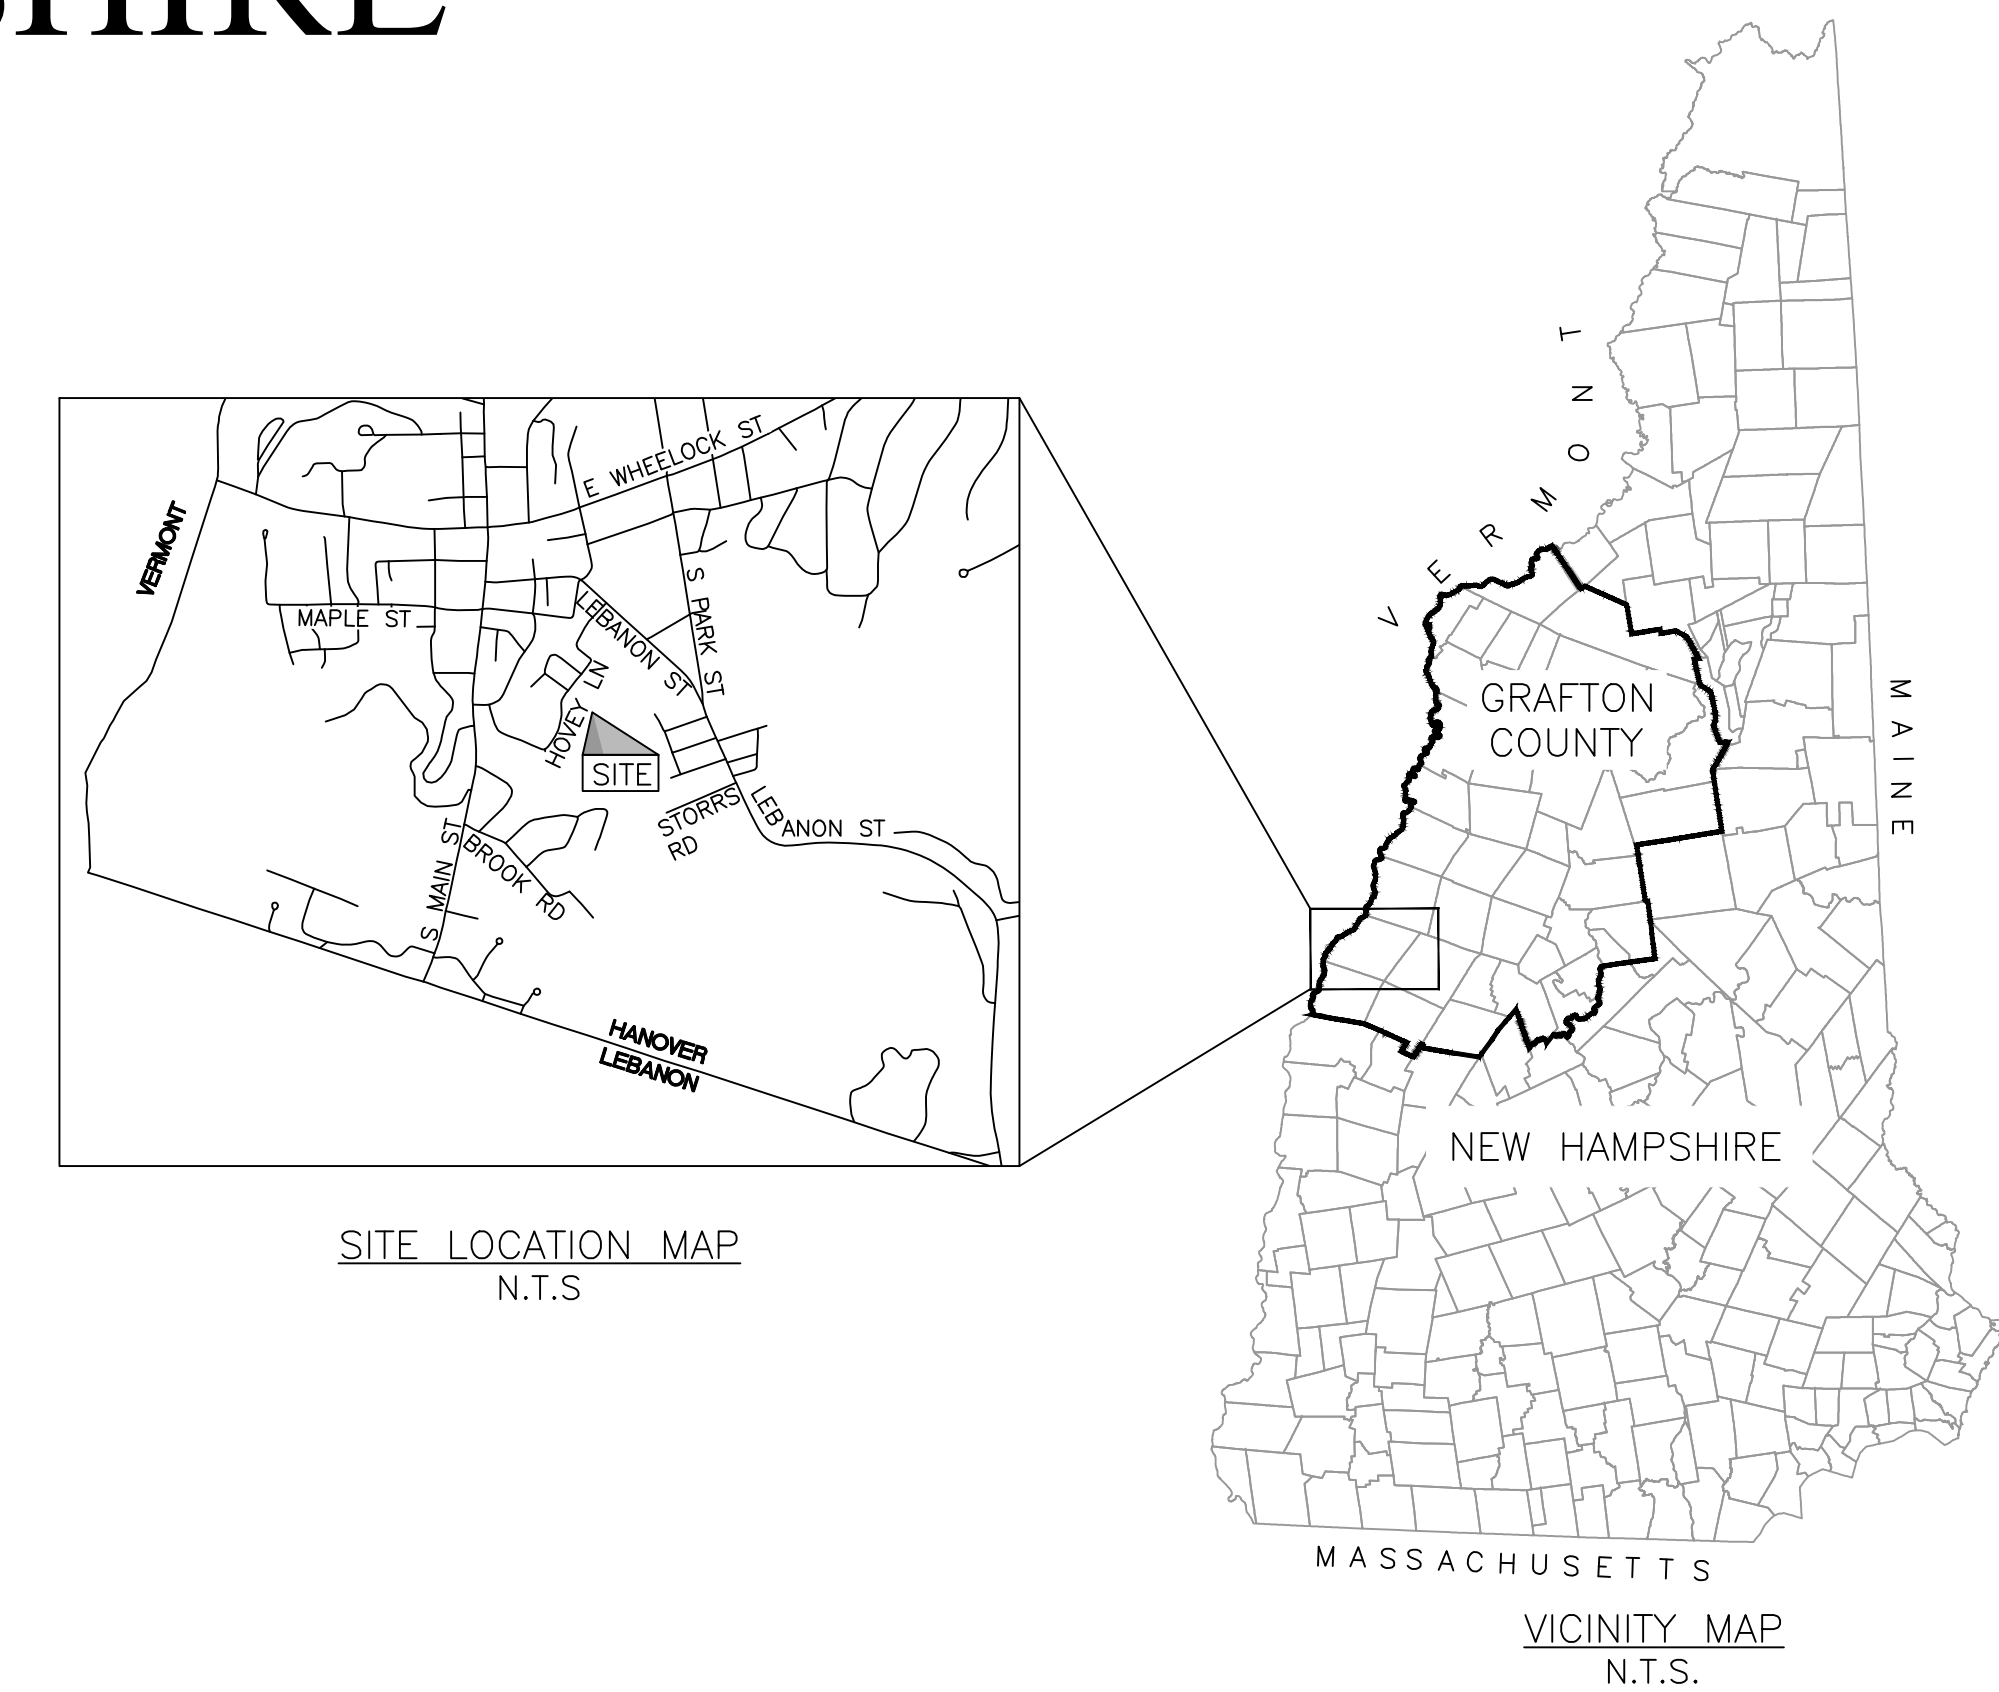 SHIRE
VERMONT
E WHEELOCK ST
MAPLE ST
LEBANON ST
S PARK ST
HOVEY LN
SITE
STORRS
RD
LEBANON ST
S MAIN ST
BROOK RD
HANOVER
LEBANON
SITE LOCATION MAP
N.T.S
VERMONT
MAINE
GRAFTON
COUNTY
NEW HAMPSHIRE
MASSACHUSETTS
VICINITY MAP
N.T.S.